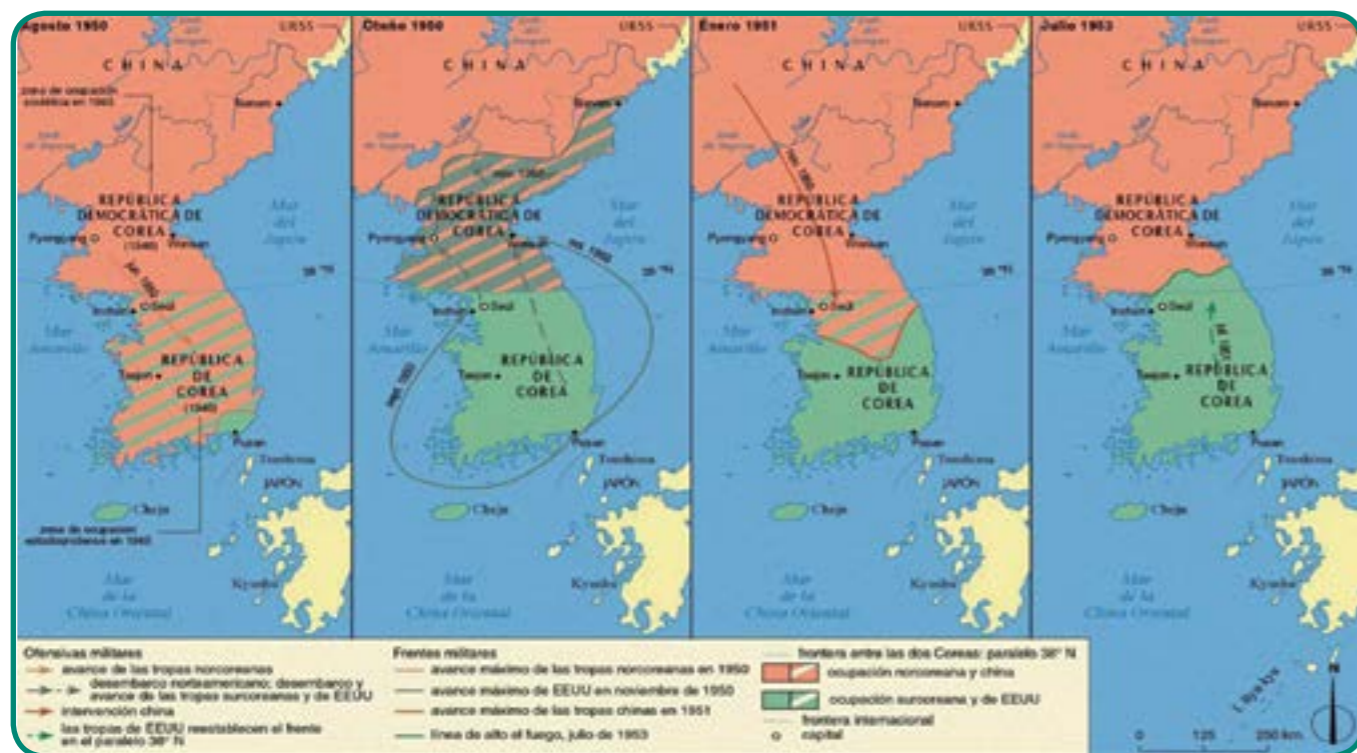 Agosto 1950
URSS
CHINA
zona de ocupación
soviética en 1945
REPÚBLICA
DEMOCRÁTICA DE
COREA
(1948)
Pyongyang
Wonsan
Mar
del
Japón
38 °N
Seúl
Inchon
Mar
Amarillo
REPÚBLICA
DE
COREA
Taejon
Pusan
Tsushima
JAPÓN
Cheju
zona de ocupación
estadounidense en 1945
Kyushu
Mar
de la
China Oriental
Otoño 1950
URSS
CHINA
REPÚBLICA
DEMOCRÁTICA DE
COREA
Pyongyang
Wonsan
Mar
del
Japón
38 °N
Seúl
Inchon
Mar
Amarillo
sept. 1950
Taejon
REPÚBLICA
DE
COREA
Pusan
Tsushima
JAPÓN
Cheju
Kyushu
Mar
de la
China Oriental
Enero 1951
URSS
CHINA
nov. 1950
REPÚBLICA
DEMOCRÁTICA DE
COREA
Pyongyang
Wonsan
Mar
del
Japón
38 °N
Seúl
Inchon
Mar
Amarillo
Taejon
REPÚBLICA
DE
COREA
Pusan
Tsushima
JAPÓN
Cheju
Kyushu
Mar
de la
China Oriental
Julio 1953
URSS
CHINA
REPÚBLICA
DEMOCRÁTICA DE
COREA
Pyongyang
Wonsan
Mar
del
Japón
38 °N
Seúl
Inchon
Mar
Amarillo
Taejon
REPÚBLICA
DE
COREA
Pusan
Tsushima
JAPÓN
Cheju
Kyushu
Mar
de la
China Oriental
N
0 125 250 km.
Ofensivas militares
avance de las tropas norcoreanas
desembarco norteamericano; desembarco y
avance de las tropas surcoreanas y de EEUU
intervención china
las tropas de EEUU reestablecen el frente
en el paralelo 38° N
Frentes militares
avance máximo de las tropas norcoreanas en 1950
avance máximo de EEUU en noviembre de 1950
avance máximo de las tropas chinas en 1951
línea de alto el fuego, julio de 1953
frontera entre las dos Coreas: paralelo 38° N
ocupación norcoreana y china
ocupación surcoreana y de EEUU
frontera internacional
capital